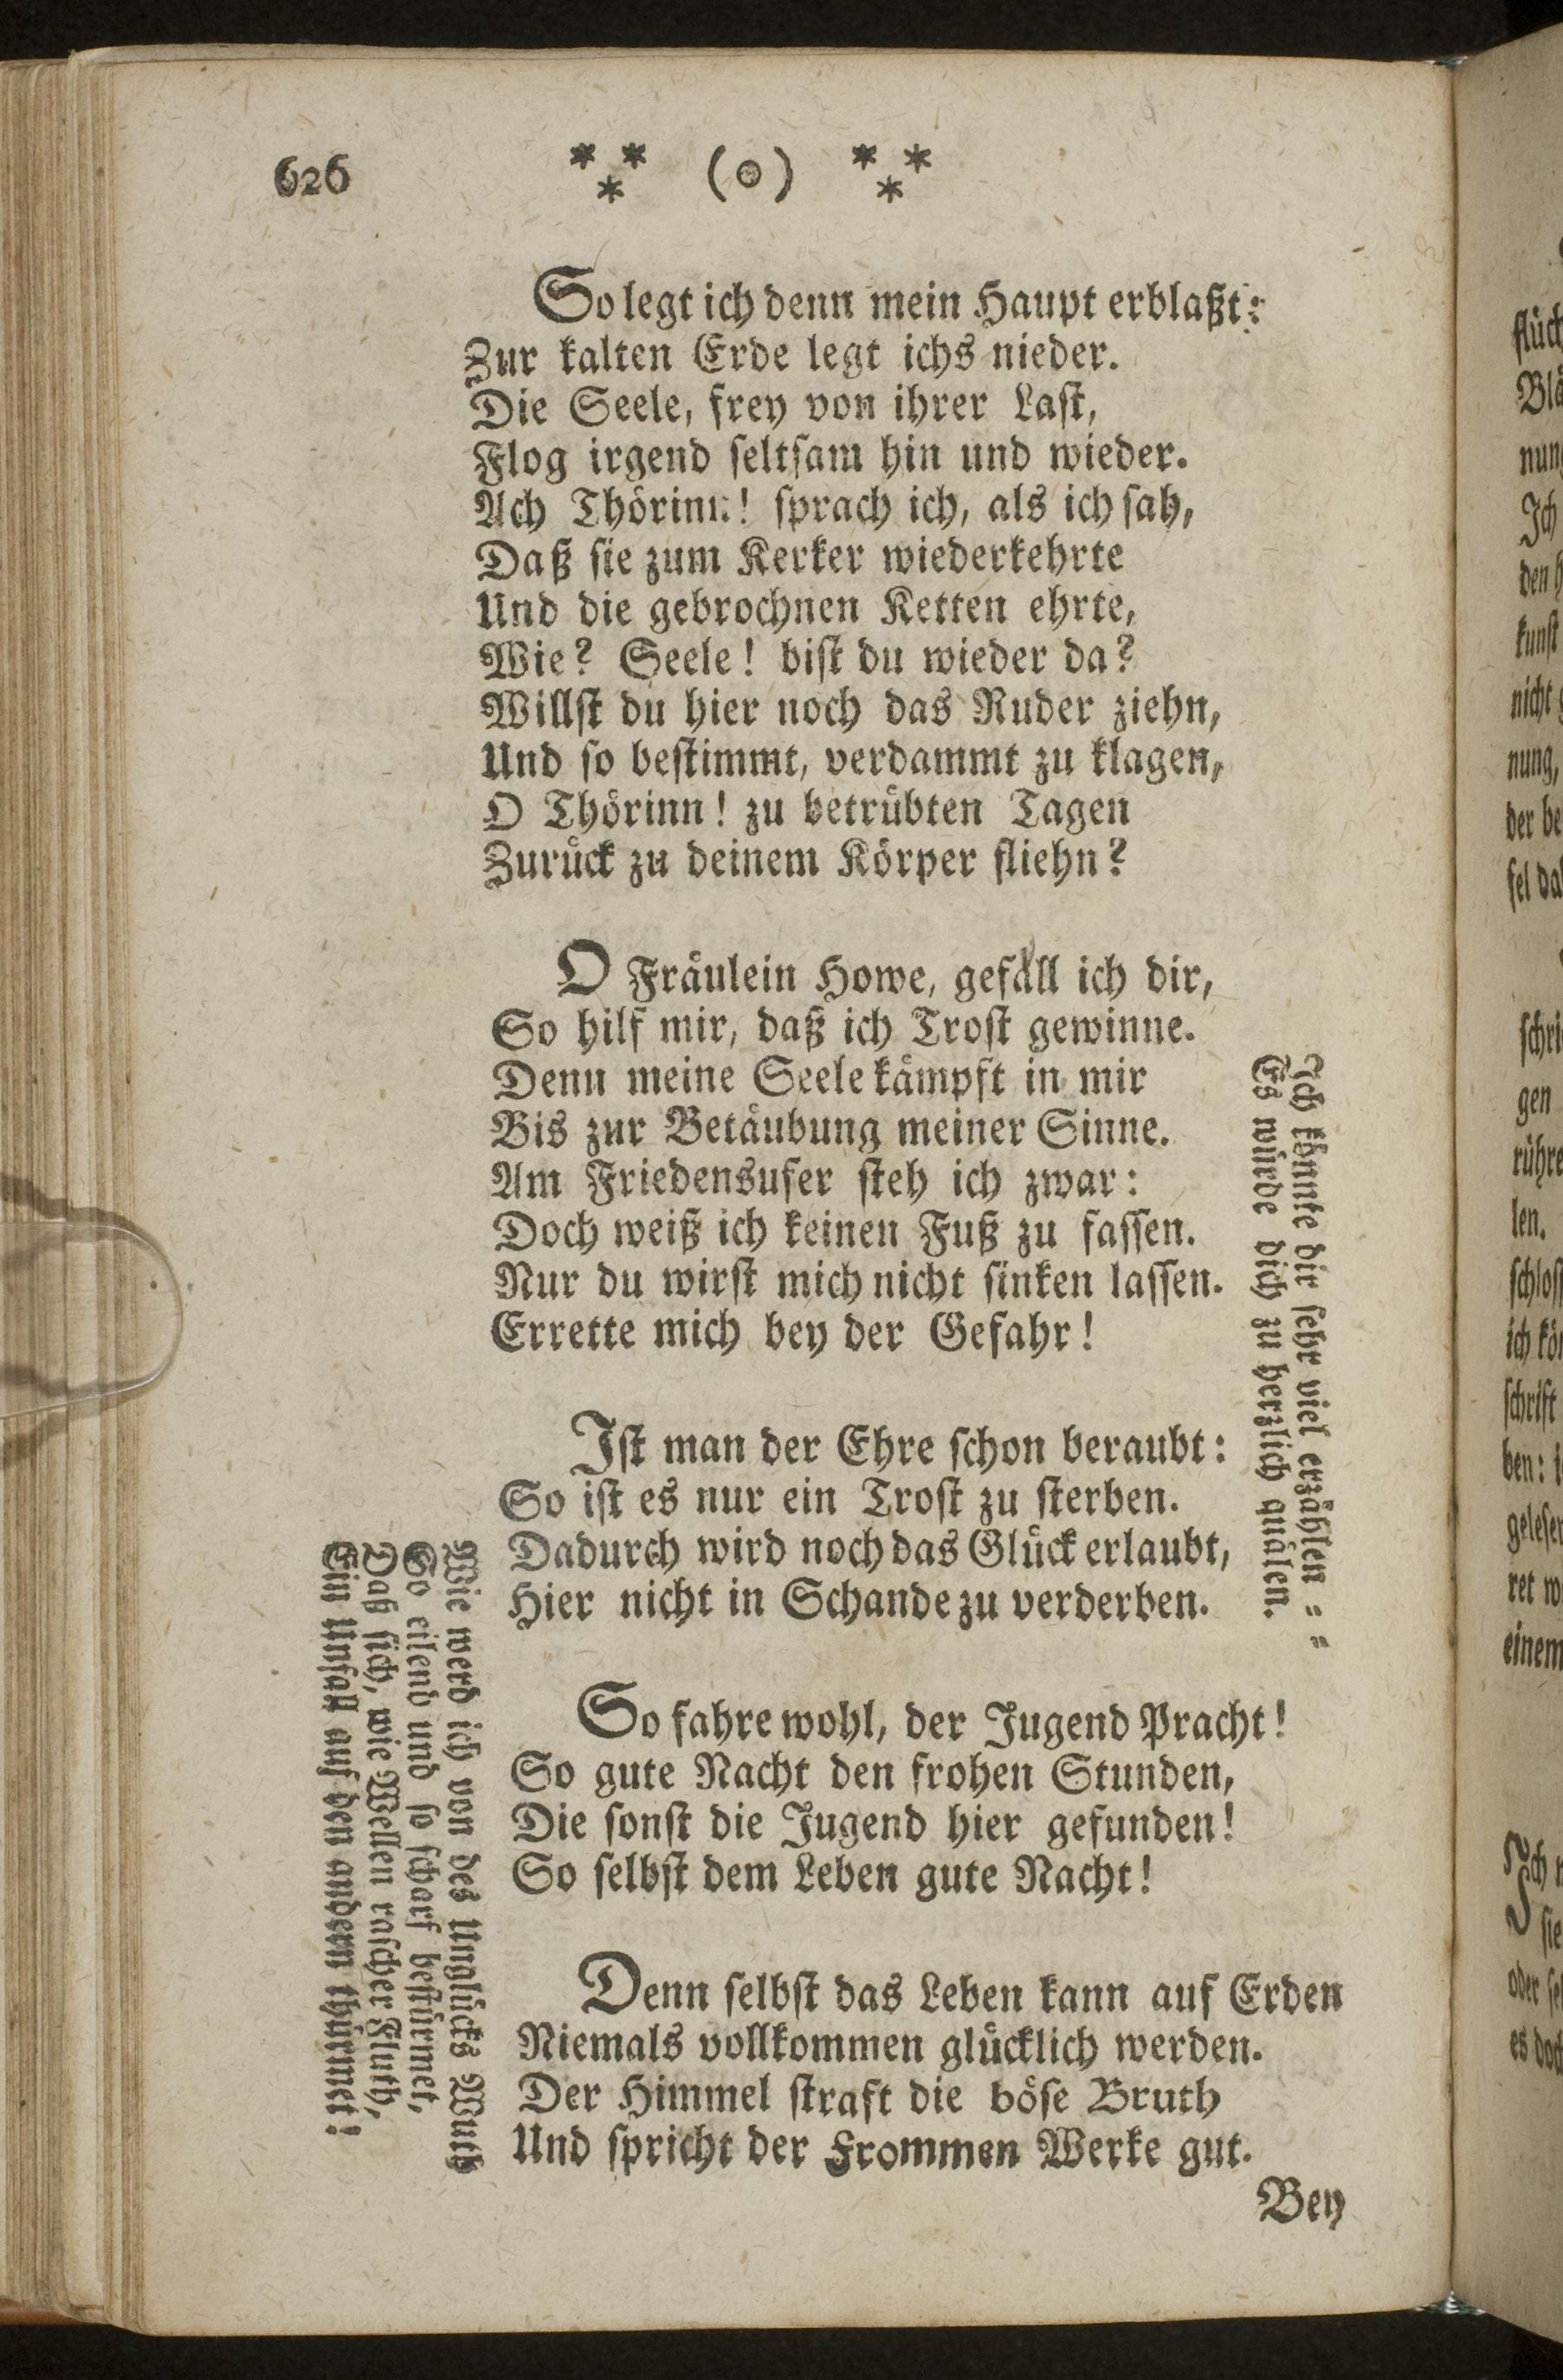 626 * * * (o) * * *
So legt ich denn mein Haupt erblaßt:
Zur kalten Erde legt ichs nieder.
Die Seele, frey von ihrer Laſt,
Flog irgend ſeltſam hin und wieder.
Ach Thörinn! ſprach ich, als ich ſah,
Daß ſie zum Kerker wiederkehrte
Und die gebrochnen Ketten ehrte,
Wie? Seele! biſt du wieder da?
Willſt du hier noch das Ruder ziehn,
Und ſo beſtimmt, verdammt zu klagen,
O Thörinn! zu betrübten Tagen
Zurück zu deinem Körper fliehn?
O Fräulein Howe, gefäll ich dir,
So hilf mir, daß ich Troſt gewinne.
Denn meine Seele kämpft in mir
Bis zur Betäubung meiner Sinne.
Am Friedensufer ſteh ich zwar:
Doch weiß ich keinen Fuß zu faſſen.
Nur du wirſt mich nicht ſinken laſſen.
Errette mich bey der Gefahr!
Ich könnte dir ſehr viel erzählen = =
Es würde dich zu herzlich quälen.
Iſt man der Ehre ſchon beraubt:
So iſt es nur ein Troſt zu ſterben.
Dadurch wird noch das Glück erlaubt,
Hier nicht in Schande zu verderben.
Wie werd ich von des Unglücks Wuth
So eilend und ſo ſcharf beſtürmet,
Daß ſich, wie Wellen raſcher Fluth,
Ein Unfall auf den andern thürmet!
So fahre wohl, der Jugend Pracht!
So gute Nacht den frohen Stunden,
Die ſonſt die Jugend hier gefunden!
So ſelbſt dem Leben gute Nacht!
Denn ſelbſt das Leben kann auf Erden
Niemals vollkommen glücklich werden.
Der Himmel ſtraft die böſe Bruth
Und ſpricht der Frommen Werke gut.
Bey